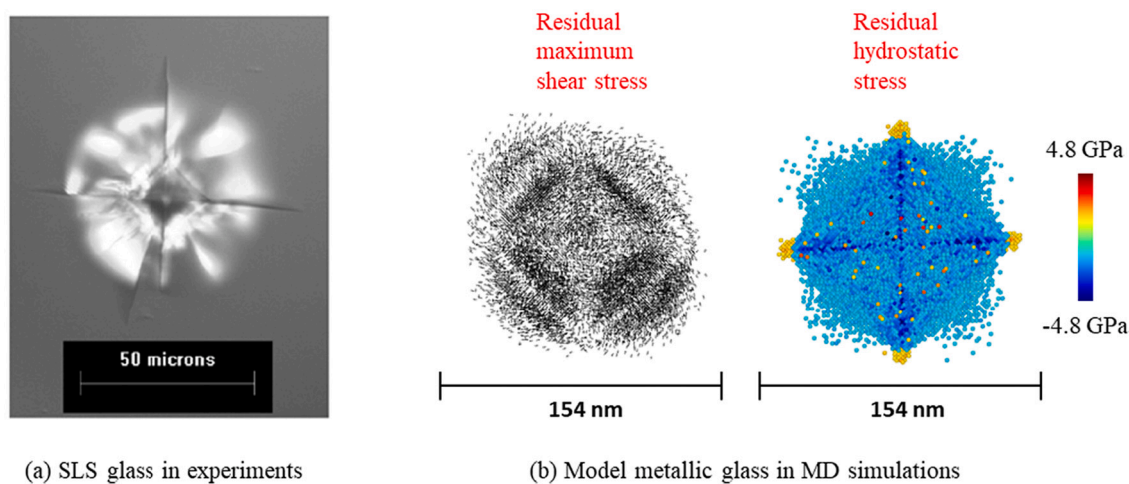 Residual
maximum
shear stress
Residual
hydrostatic
stress
4.8 GPa
-4.8 GPa
50 microns
154 nm
154 nm
(a) SLS glass in experiments
(b) Model metallic glass in MD simulations